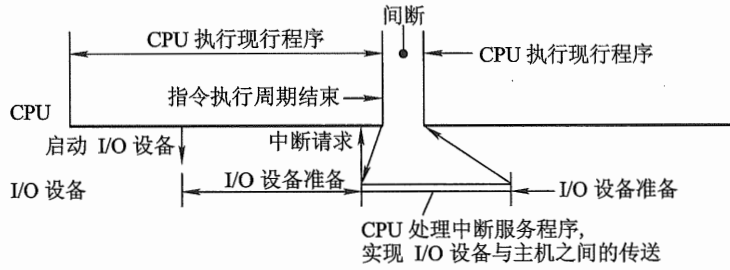 间断
CPU 执行现行程序
CPU 执行现行程序
指令执行周期结束
CPU
启动 I/O 设备
中断请求
I/O 设备
I/O 设备准备
I/O 设备准备
CPU 处理中断服务程序,
实现 I/O 设备与主机之间的传送